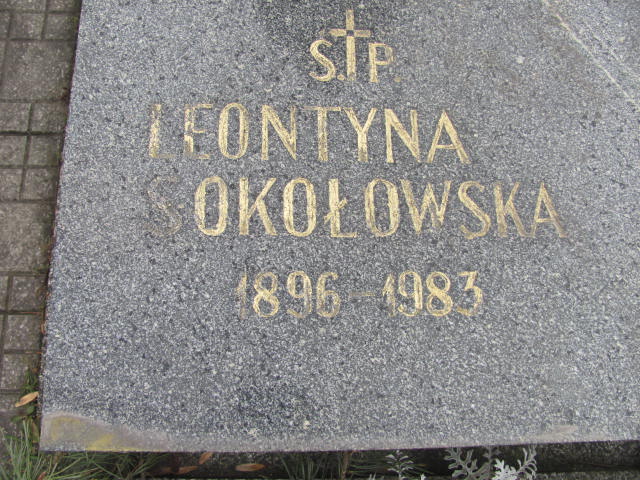 Ś.P.
LEONTYNA
SOKOŁOWSKA
1896-1983